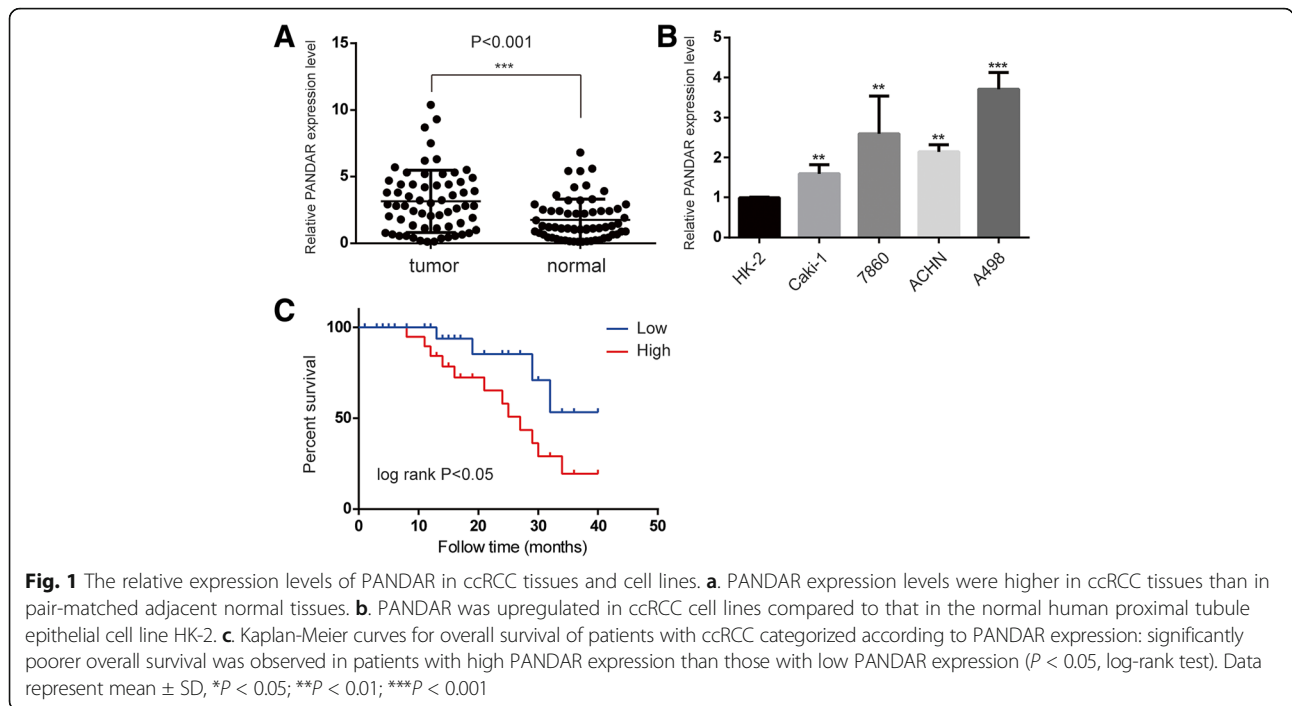 A
Relative PANDAR expression level
15
10
5
0
P<0.001
***
tumor
normal
B
Relative PANDAR expression level
5
4
3
2
1
0
**
**
**
***
HK-2
Caki-1
7860
ACHN
A498
C
Percent survival
100
50
0
Low
High
log rank P<0.05
0
10
20
30
40
50
Follow time (months)
Fig. 1 The relative expression levels of PANDAR in ccRCC tissues and cell lines. a. PANDAR expression levels were higher in ccRCC tissues than in
pair-matched adjacent normal tissues. b. PANDAR was upregulated in ccRCC cell lines compared to that in the normal human proximal tubule
epithelial cell line HK-2. c. Kaplan-Meier curves for overall survival of patients with ccRCC categorized according to PANDAR expression: significantly
poorer overall survival was observed in patients with high PANDAR expression than those with low PANDAR expression (P < 0.05, log-rank test). Data
represent mean ± SD, *P < 0.05; **P < 0.01; ***P < 0.001